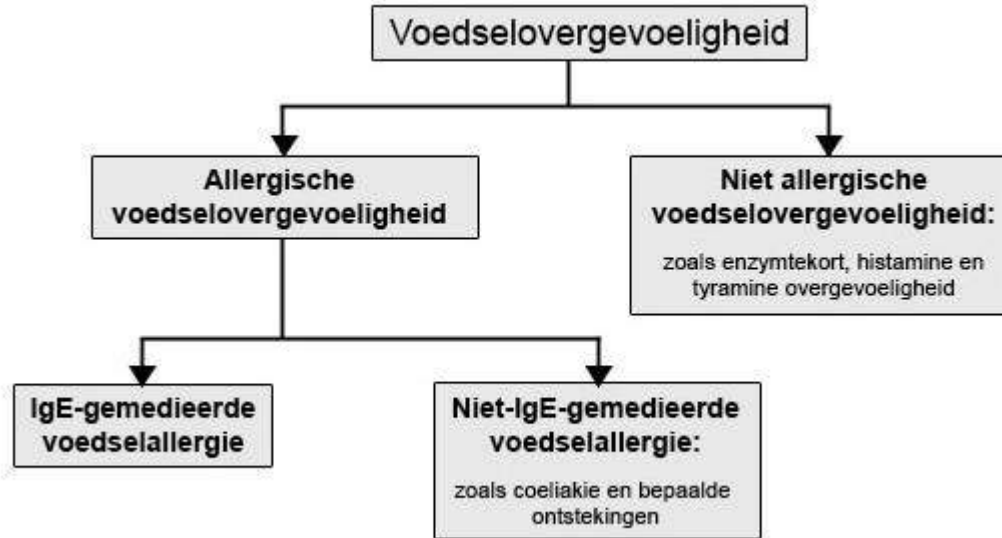 Voedselovergevoeligheid
Allergische
voedselovergevoeligheid
Niet allergische
voedselovergevoeligheid:
zoals enzymtekort, histamine en
tyramine overgevoeligheid
IgE-gemedieerde
voedselallergie
Niet-IgE-gemedieerde
voedselallergie:
zoals coeliakie en bepaalde
ontstekingen